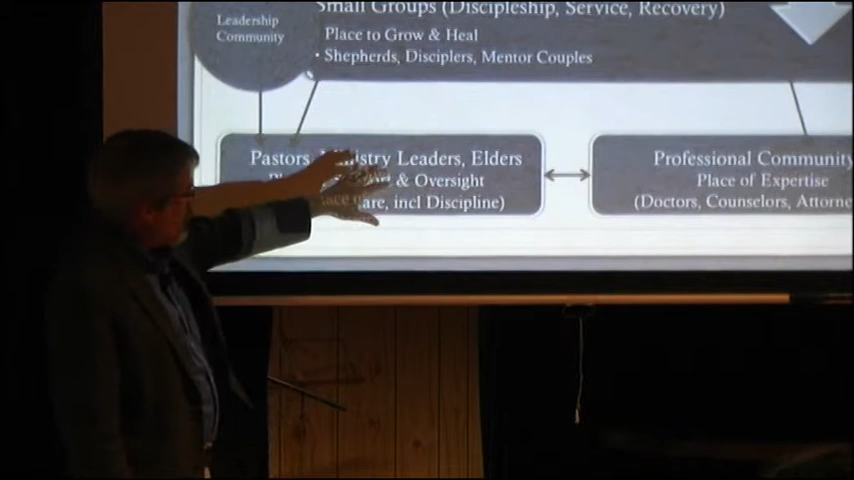 Leadership
Community
Small Groups (Discipleship, Service, Recovery)
Place to Grow & Heal
• Shepherds, Disciplers, Mentor Couples
Pastors, Ministry Leaders, Elders
& Oversight
incl Discipline)
Professional Community
Place of Expertise
(Doctors, Counselors, Attorne